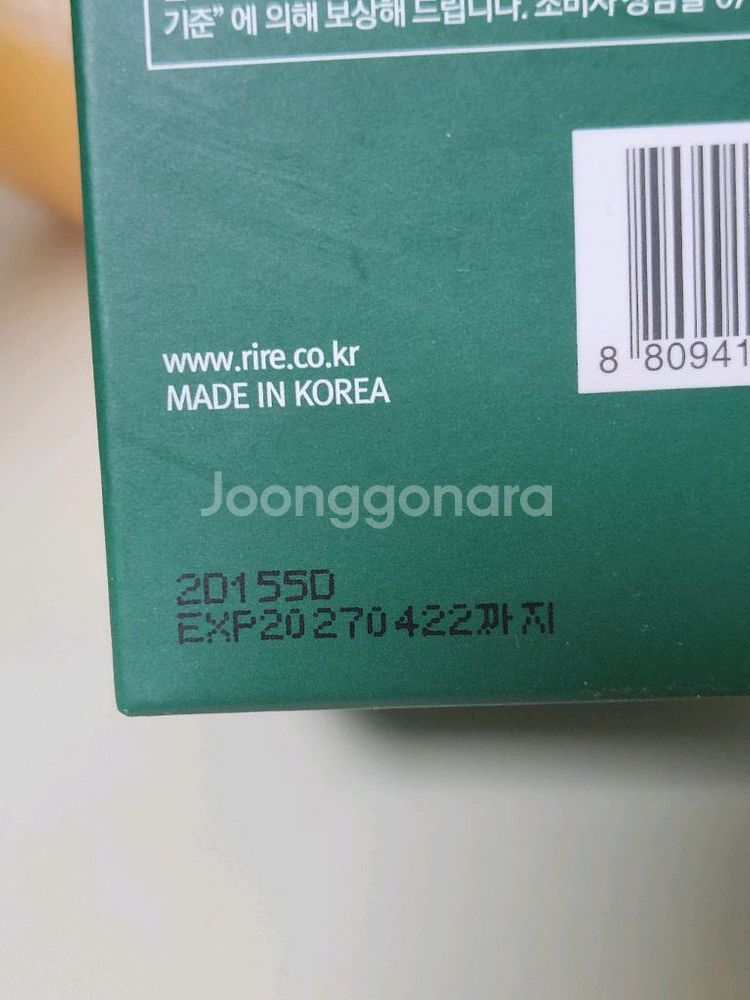 기준” 에 의해 보상해 드립니다.
8 80941
www.rire.co.kr
MADE IN KOREA
Joonggonara
2D155D
EXP20270422까지